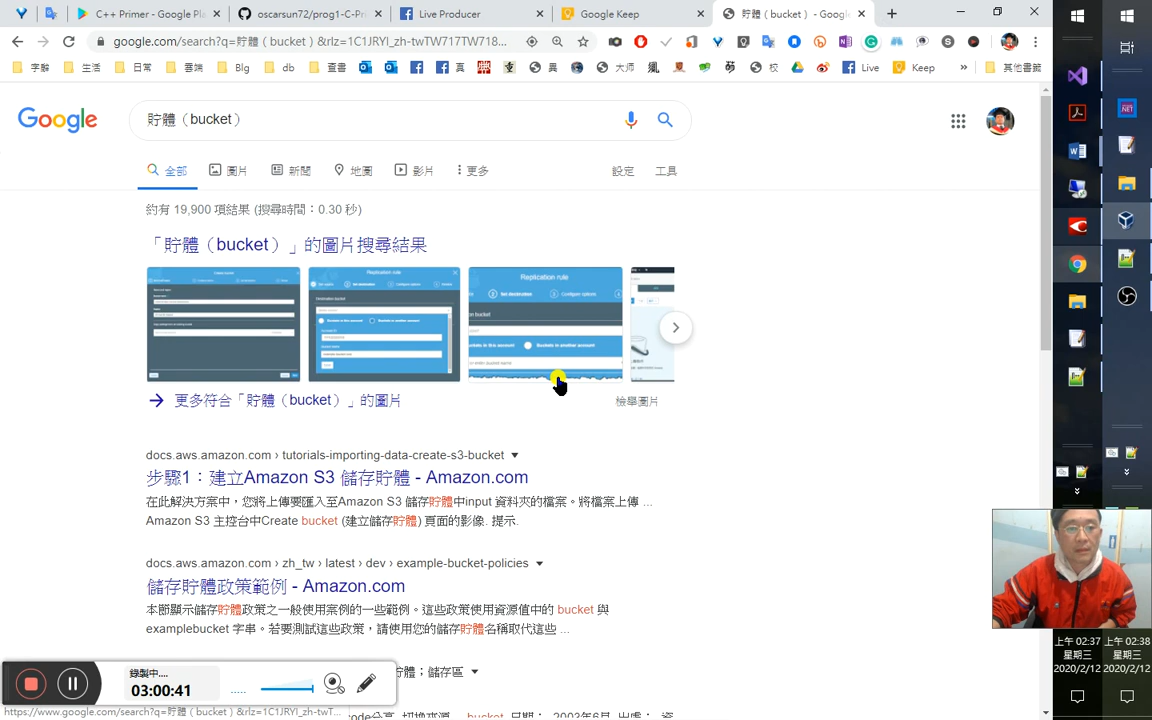 C++ Primer - Google Pla
oscarsun72/prog1-C-Pri
Live Producer
Google Keep
貯體（bucket） - Googl
google.com/search?q=貯體（bucket）&rlz=1C1JRYI_zh-twTW717TW718...
字辭
生活
日常
雲端
Blg
db
查書
真
異
大师
校
Live
Keep
其他書籤
Google
貯體（bucket）
全部
圖片
新聞
地圖
影片
更多
設定
工具
約有 19,900 項結果 (搜尋時間：0.30 秒)
「貯體（bucket）」的圖片搜尋結果
Replication rule
Replication rule
更多符合「貯體（bucket）」的圖片
檢舉圖片
docs.aws.amazon.com › tutorials-importing-data-create-s3-bucket
步驟1：建立Amazon S3 儲存貯體 - Amazon.com
在此解決方案中，您將上傳要匯入至Amazon S3 儲存貯體中input 資料夾的檔案。將檔案上傳 ...
Amazon S3 主控台中Create bucket (建立儲存貯體) 頁面的影像. 提示.
docs.aws.amazon.com › zh_tw › latest › dev › example-bucket-policies
儲存貯體政策範例 - Amazon.com
本節顯示儲存貯體政策之一般使用案例的一些範例。這些政策使用資源值中的 bucket 與
examplebucket 字串。若要測試這些政策，請使用您的儲存貯體名稱取代這些 ...
貯體；儲存區
錄製中....
03:00:41
https://www.google.com/search?q=貯體（bucket）&rlz=1C1JRYI_zh-twT...
上午 02:37
星期三
2020/2/12
上午 02:38
星期三
2020/2/12